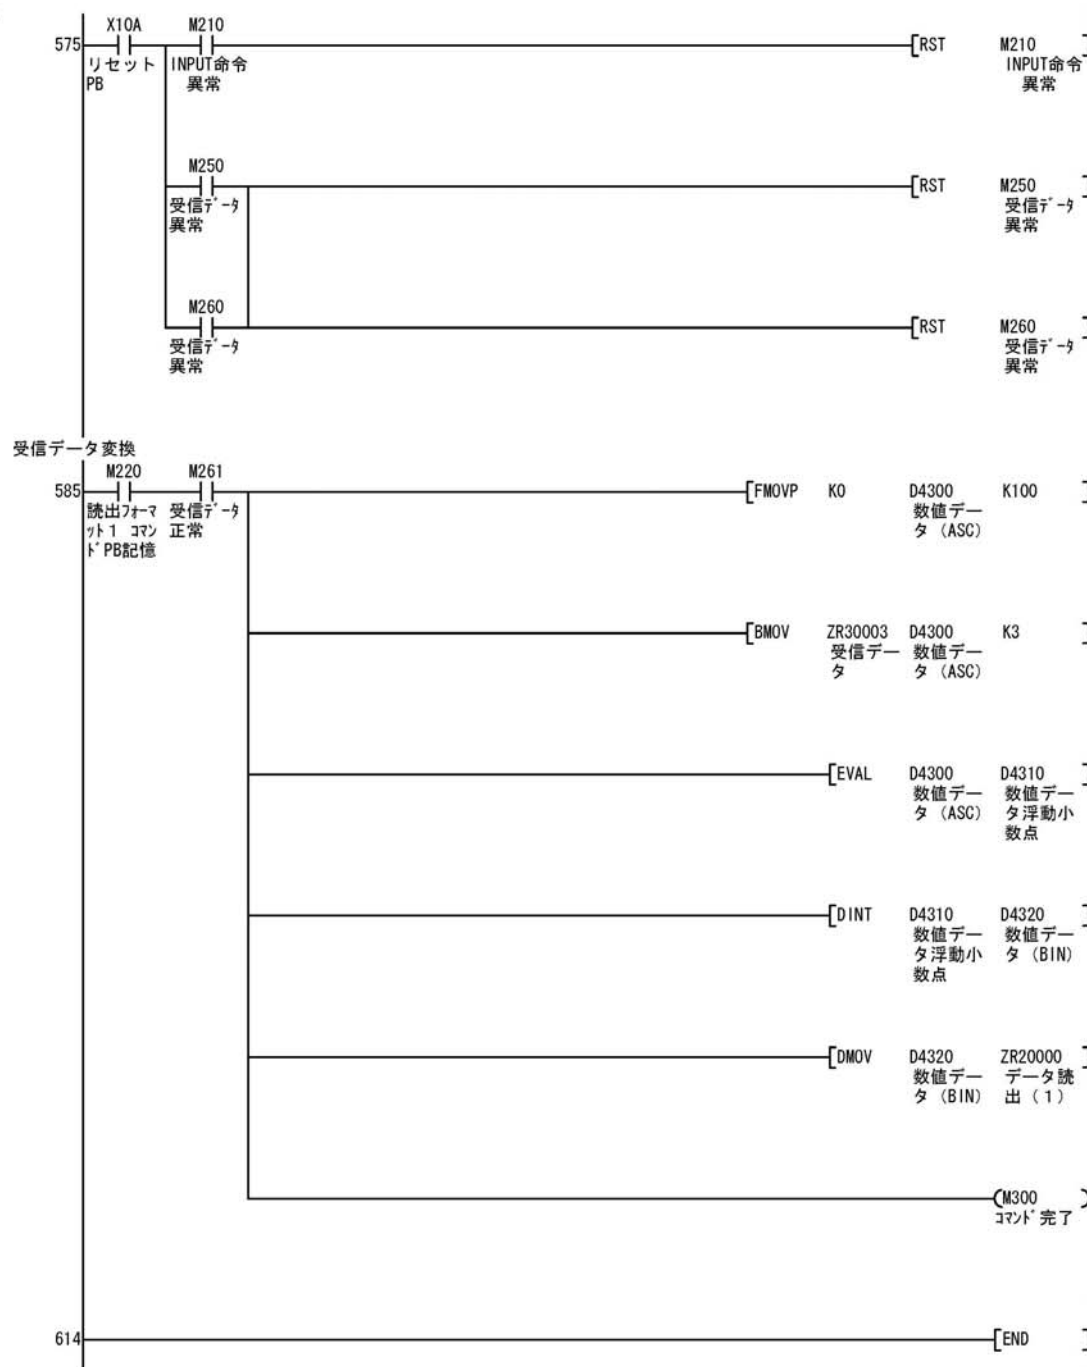 X10A M210
575 [RST M210 ]
リセット INPUT命令 INPUT命令
PB 異常 異常
M250
[RST M250 ]
受信ﾃﾞｰﾀ 受信ﾃﾞｰﾀ
異常 異常
M260
[RST M260 ]
受信ﾃﾞｰﾀ 受信ﾃﾞｰﾀ
異常 異常
受信データ変換
M220 M261
585 [FMOVP K0 D4300 K100 ]
読出ﾌｫｰﾏ 受信ﾃﾞｰﾀ 数値デー
ｯﾄ1 ｺﾏﾝ 正常 タ (ASC)
ﾄﾞPB記憶
[BMOV ZR30003 D4300 K3 ]
受信デー 数値デー
タ タ (ASC)
[EVAL D4300 D4310 ]
数値デー 数値デー
タ (ASC) タ浮動小
数点
[DINT D4310 D4320 ]
数値デー 数値デー
タ浮動小 タ (BIN)
数点
[DMOV D4320 ZR20000 ]
数値デー データ読
タ (BIN) 出（１）
(M300 )
ｺﾏﾝﾄﾞ完了
614 [END ]